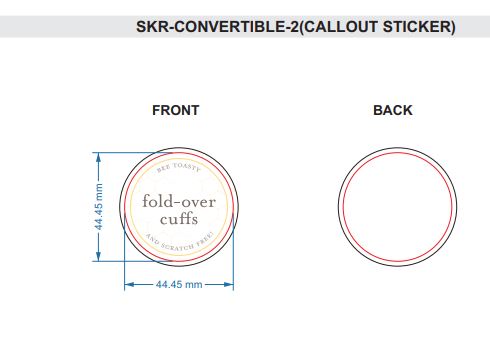 SKR-CONVERTIBLE-2(CALLOUT STICKER)
FRONT
BACK
BEE TOASTY
fold-over
cuffs
AND SCRATCH FREE!
44.45 mm
44.45 mm